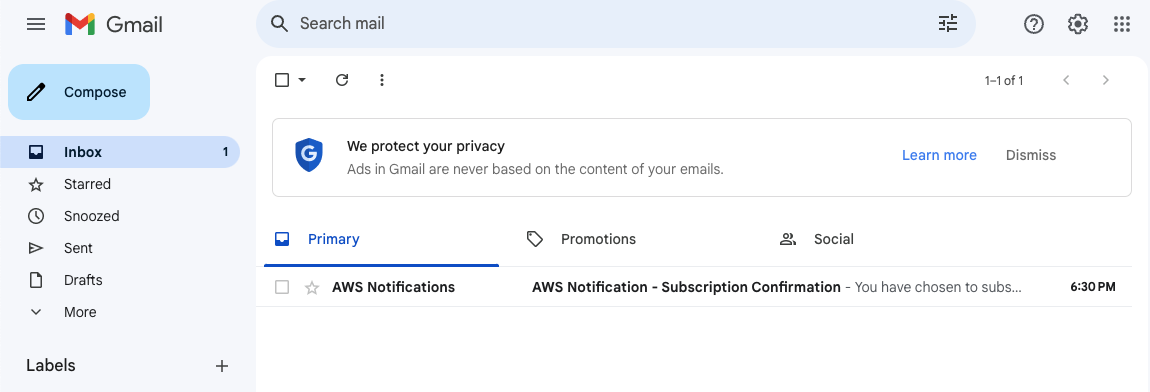 Gmail
Search mail
Compose
1–1 of 1
We protect your privacy
Ads in Gmail are never based on the content of your emails.
Learn more
Dismiss
Inbox 1
Starred
Snoozed
Sent
Drafts
More
Labels
Primary
Promotions
Social
AWS Notifications AWS Notification - Subscription Confirmation - You have chosen to subs... 6:30 PM